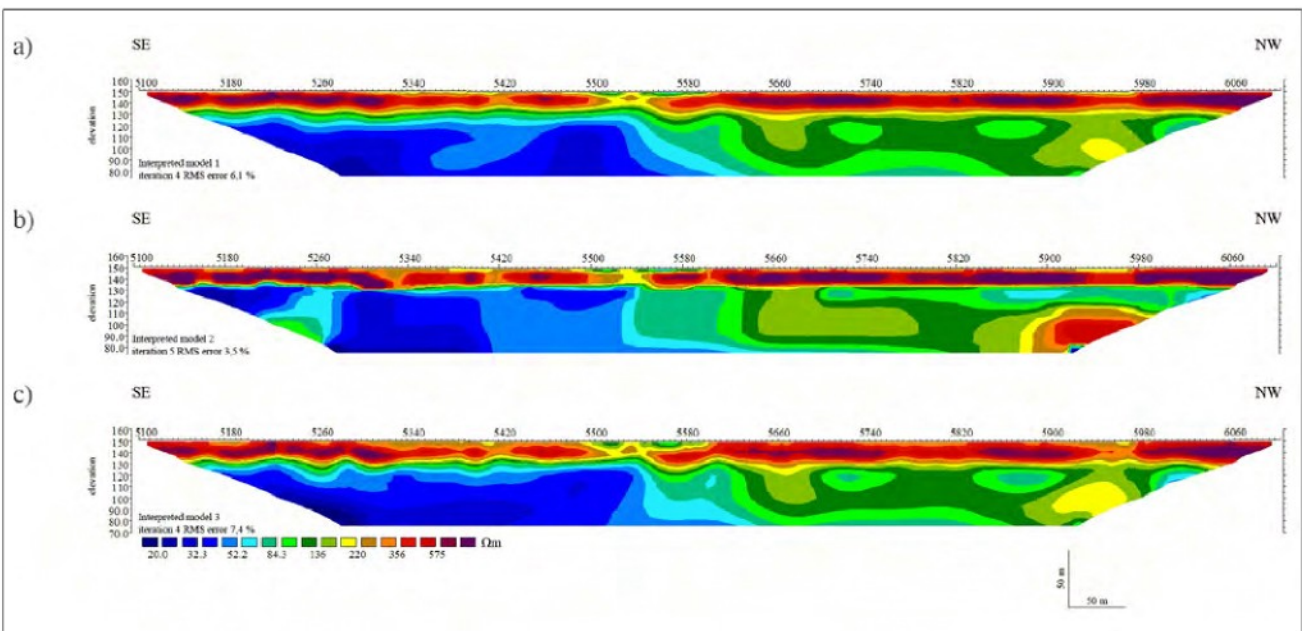 a)
SE NW
5100 5180 5260 5340 5420 5500 5580 5660 5740 5820 5900 5980 6060
160
150
140
130
120
110
100
90.0
80.0
elevation
Interpreted model 1
iteration 4 RMS error 6,1 %
b)
SE NW
5100 5180 5260 5340 5420 5500 5580 5660 5740 5820 5900 5980 6060
160
150
140
130
120
110
100
90.0
80.0
elevation
Interpreted model 2
iteration 5 RMS error 3,5 %
c)
SE NW
5100 5180 5260 5340 5420 5500 5580 5660 5740 5820 5900 5980 6060
160
150
140
130
120
110
100
90.0
80.0
70.0
elevation
Interpreted model 3
iteration 4 RMS error 7,4 %
Ωm
20.0 32.3 52.2 84.3 136 220 356 575
50 m
50 m